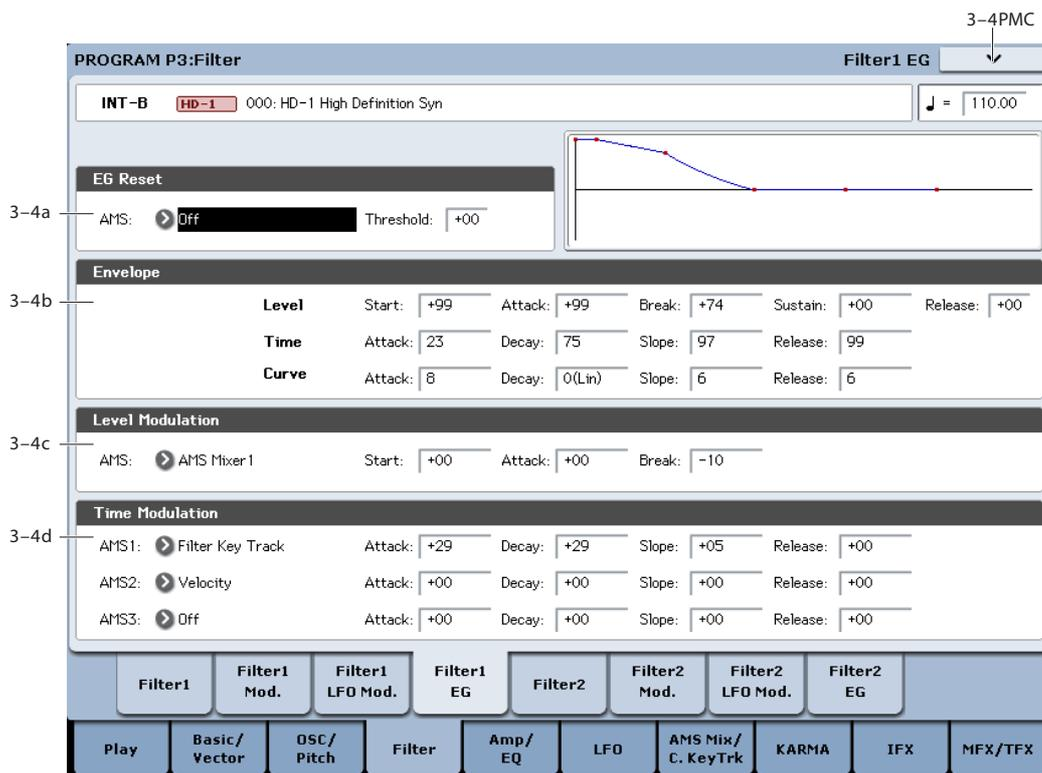 3-4PMC
PROGRAM P3:Filter Filter1 EG
INT-B HD-1 000: HD-1 High Definition Syn ♩ = 110.00
EG Reset
3-4a AMS: Off Threshold: +00
Envelope
3-4b Level Start: +99 Attack: +99 Break: +74 Sustain: +00 Release: +00
Time Attack: 23 Decay: 75 Slope: 97 Release: 99
Curve Attack: 8 Decay: 0(Lin) Slope: 6 Release: 6
Level Modulation
3-4c AMS: AMS Mixer1 Start: +00 Attack: +00 Break: -10
Time Modulation
3-4d AMS1: Filter Key Track Attack: +29 Decay: +29 Slope: +05 Release: +00
AMS2: Velocity Attack: +00 Decay: +00 Slope: +00 Release: +00
AMS3: Off Attack: +00 Decay: +00 Slope: +00 Release: +00
Filter1
Filter1
Mod.
Filter1
LFO Mod.
Filter1
EG
Filter2
Filter2
Mod.
Filter2
LFO Mod.
Filter2
EG
Play
Basic/
Vector
OSC/
Pitch
Filter
Amp/
EQ
LFO
AMS Mix/
C. KeyTrk
KARMA
IFX
MFX/TFX